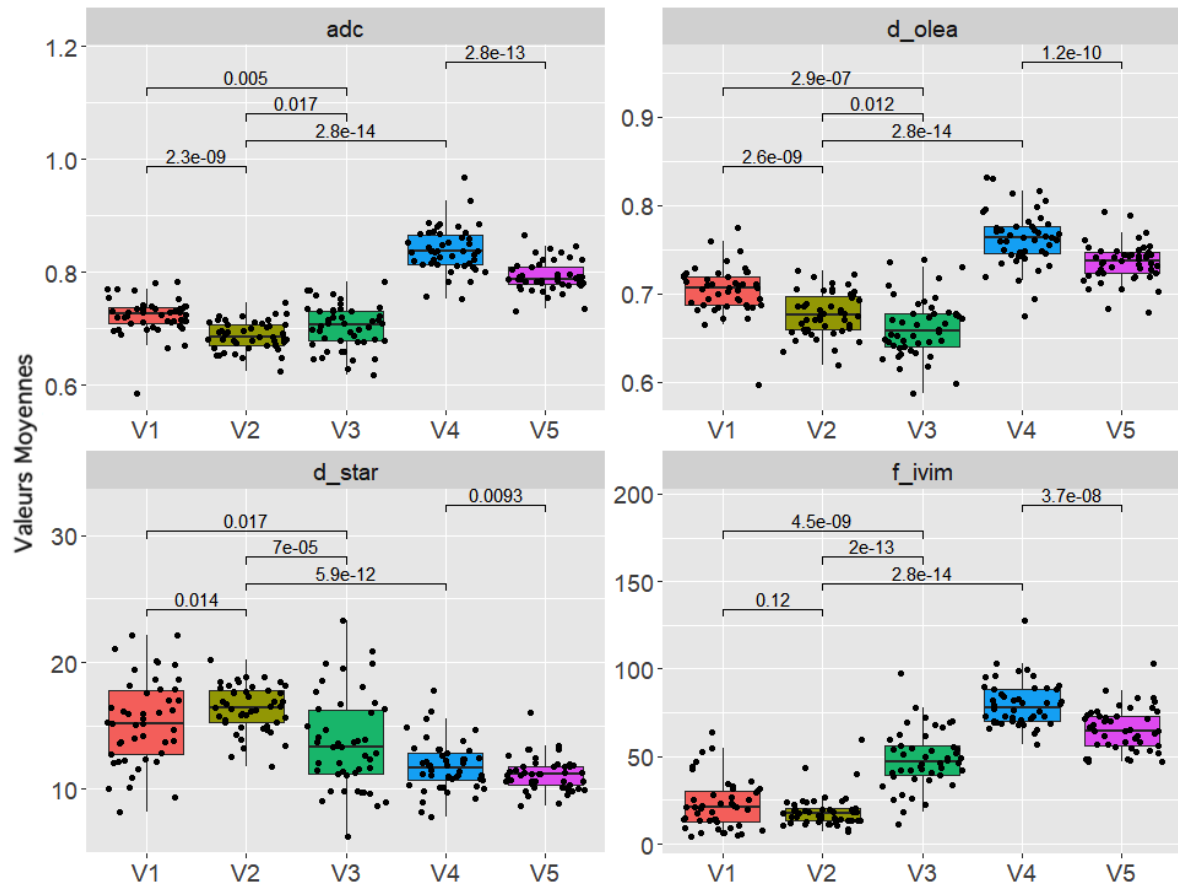 adc
1.2
1.0
0.8
0.6
2.8e-13
0.005
0.017
2.8e-14
2.3e-09
V1 V2 V3 V4 V5
d_olea
0.9
0.8
0.7
0.6
1.2e-10
2.9e-07
0.012
2.8e-14
2.6e-09
V1 V2 V3 V4 V5
Valeurs Moyennes
d_star
30
20
10
0.0093
0.017
7e-05
5.9e-12
0.014
V1 V2 V3 V4 V5
f_ivim
200
150
100
50
0
3.7e-08
4.5e-09
2e-13
2.8e-14
0.12
V1 V2 V3 V4 V5